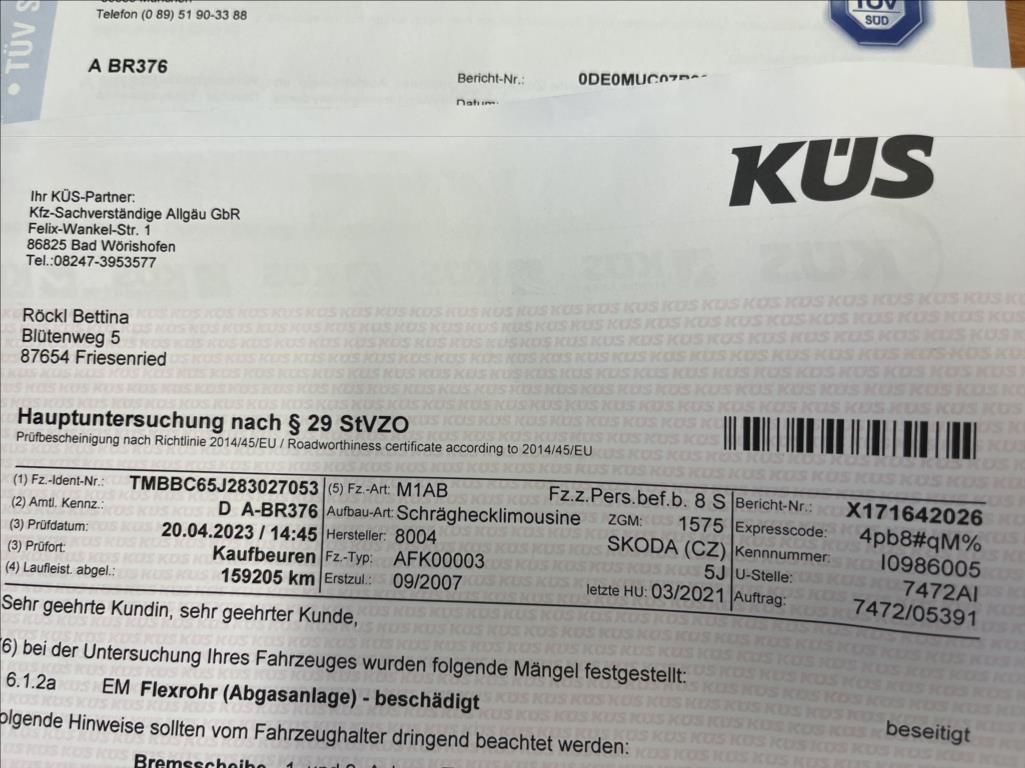 TÜV S
Telefon (0 89) 51 90-33 88
TÜV
SÜD
A BR376
Bericht-Nr.:
Datum:
KÜS
Ihr KÜS-Partner:
Kfz-Sachverständige Allgäu GbR
Felix-Wankel-Str. 1
86825 Bad Wörishofen
Tel.:08247-3953577
Röckl Bettina
Blütenweg 5
87654 Friesenried
Hauptuntersuchung nach § 29 StVZO
Prüfbescheinigung nach Richtlinie 2014/45/EU / Roadworthiness certificate according to 2014/45/EU
(1) Fz.-Ident-Nr.: TMBBC65J283027053 (5) Fz.-Art: M1AB Fz.z.Pers.bef.b. 8 S Bericht-Nr.: X171642026
(2) Amtl. Kennz.: D A-BR376 Aufbau-Art: Schräghecklimousine ZGM: 1575 Expresscode: 4pb8#qM%
(3) Prüfdatum: 20.04.2023 / 14:45 Hersteller: 8004 SKODA (CZ) Kennnummer: I0986005
(3) Prüfort: Kaufbeuren Fz.-Typ: AFK00003 5J U-Stelle: 7472AI
(4) Laufleist. abgel.: 159205 km Erstzul.: 09/2007 letzte HU: 03/2021 Auftrag: 7472/05391
Sehr geehrte Kundin, sehr geehrter Kunde,
6) bei der Untersuchung Ihres Fahrzeuges wurden folgende Mängel festgestellt:
6.1.2a EM Flexrohr (Abgasanlage) - beschädigt beseitigt
olgende Hinweise sollten vom Fahrzeughalter dringend beachtet werden: